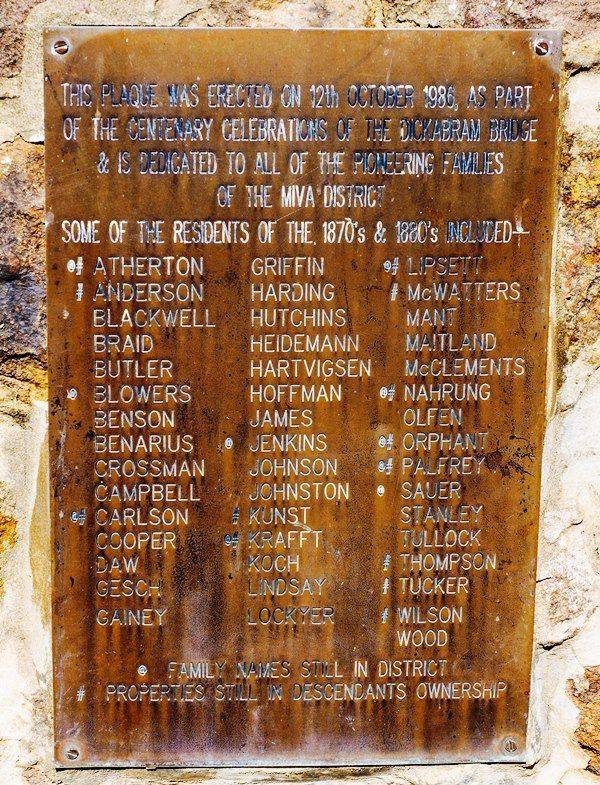 THIS PLAQUE WAS ERECTED ON 12th OCTOBER 1986, AS PART
OF THE CENTENARY CELEBRATIONS OF THE DICKABRAM BRIDGE
& IS DEDICATED TO ALL OF THE PIONEERING FAMILIES
OF THE MIVA DISTRICT
SOME OF THE RESIDENTS OF THE 1870's & 1880's INCLUDED:-
@# ATHERTON GRIFFIN @# LIPSETT
# ANDERSON HARDING # McWATTERS
BLACKWELL HUTCHINS MANT
BRAID HEIDEMANN MAITLAND
BUTLER HARTVIGSEN McCLEMENTS
@ BLOWERS HOFFMAN @# NAHRUNG
BENSON JAMES OLFEN
BENARIUS @ JENKINS @# ORPHANT
CROSSMAN JOHNSON @# PALFREY
CAMPBELL JOHNSTON @ SAUER
@# CARLSON # KUNST STANLEY
COOPER @# KRAFFT TULLOCK
DAW KOCH # THOMPSON
GESCH LINDSAY # TUCKER
GAINEY LOCKYER # WILSON
WOOD
@ FAMILY NAMES STILL IN DISTRICT
# PROPERTIES STILL IN DESCENDANTS OWNERSHIP